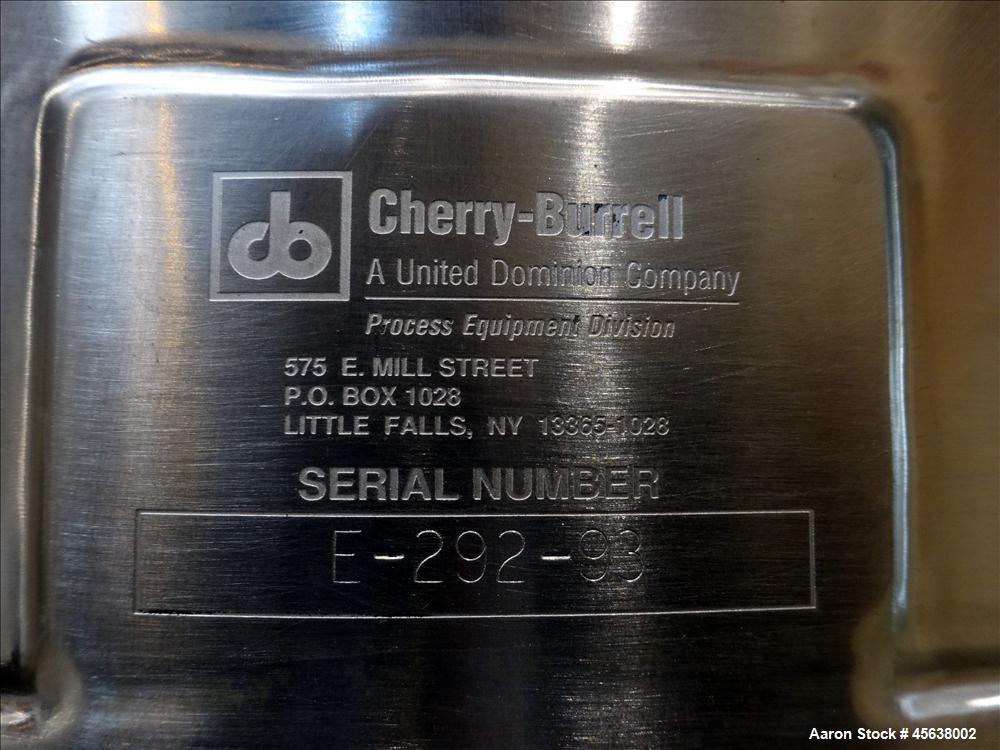 cb
Cherry-Burrell
A United Dominion Company
Process Equipment Division
575 E. MILL STREET
P.O. BOX 1028
LITTLE FALLS, NY 13365-1028
SERIAL NUMBER
E-292-93
Aaron Stock # 45638002